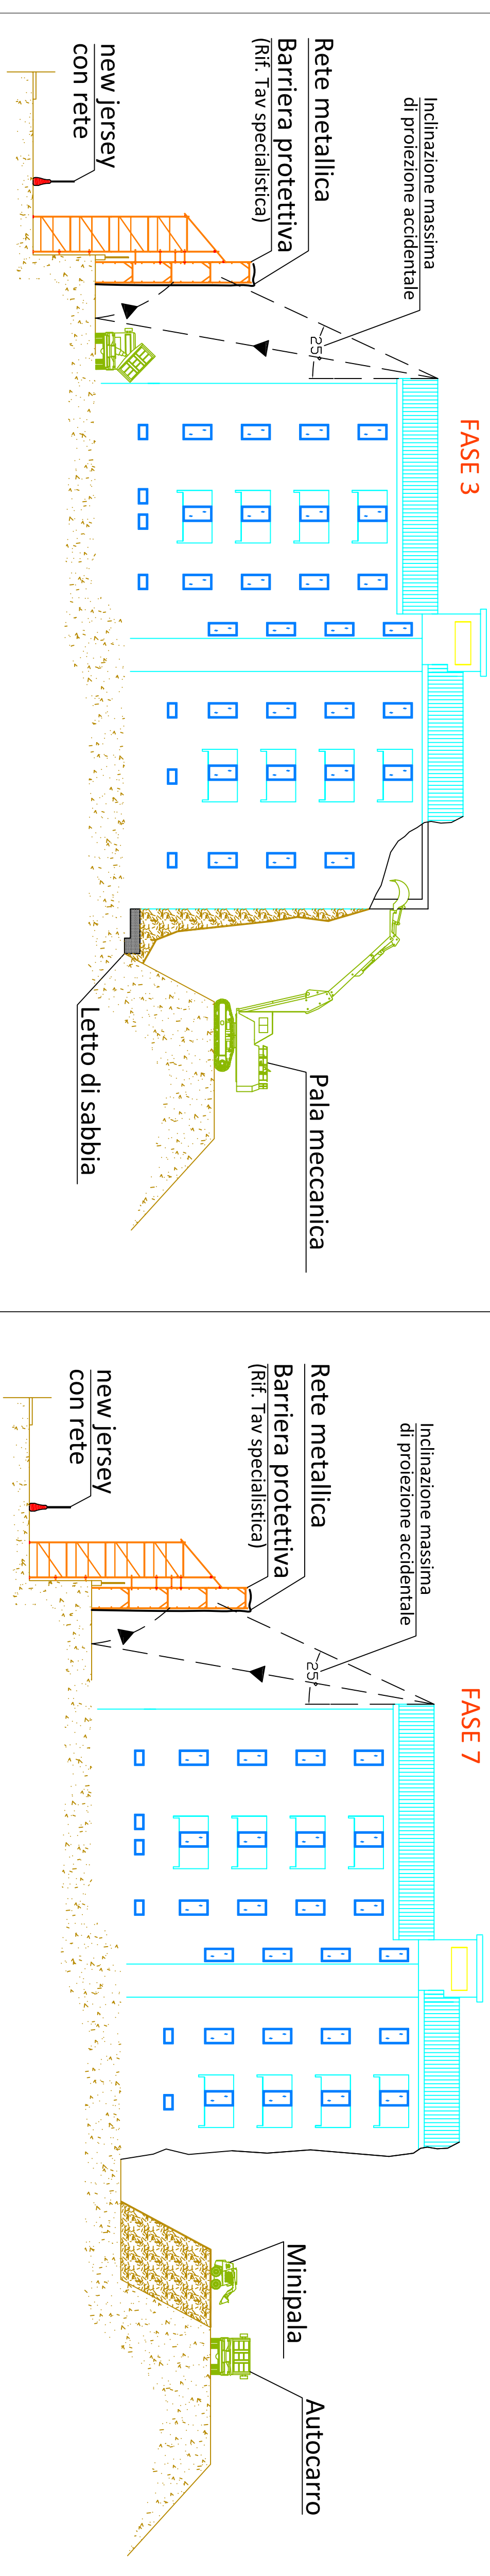 FASE 3
Inclinazione massima
di proiezione accidentale
Rete metallica
Barriera protettiva
(Rif. Tav specialistica)
new jersey
con rete
25°
Pala meccanica
Letto di sabbia
FASE 7
Inclinazione massima
di proiezione accidentale
Rete metallica
Barriera protettiva
(Rif. Tav specialistica)
new jersey
con rete
25°
Minipala
Autocarro